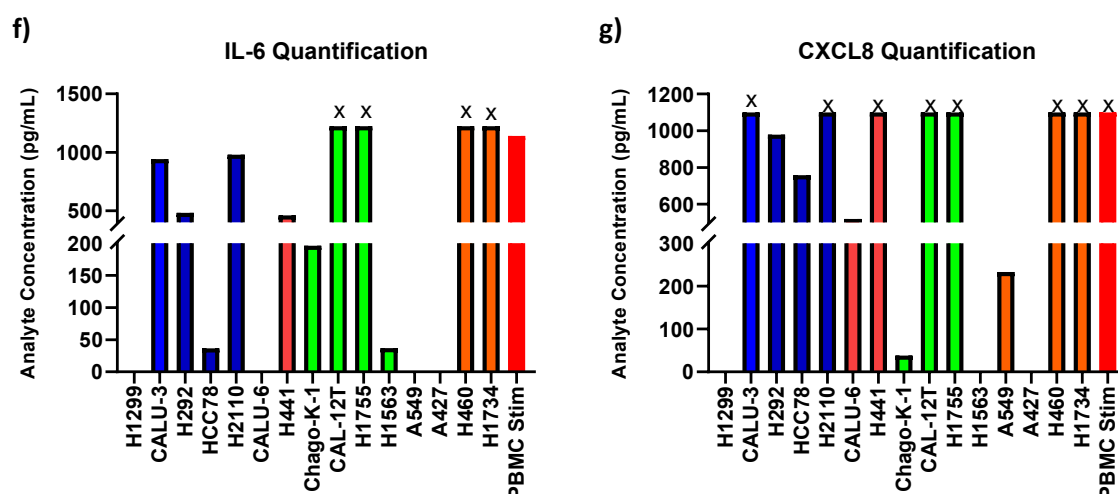 f)
IL-6 Quantification
Analyte Concentration (pg/mL)
1500
1000
500
200
150
100
50
0
X X X X
H1299
CALU-3
H292
HCC78
H2110
CALU-6
H441
Chago-K-1
CAL-12T
H1755
H1563
A549
A427
H460
H1734
PBMC Stim
g)
CXCL8 Quantification
Analyte Concentration (pg/mL)
1200
1000
800
600
300
200
100
0
X X X X X X X X
H1299
CALU-3
H292
HCC78
H2110
CALU-6
H441
Chago-K-1
CAL-12T
H1755
H1563
A549
A427
H460
H1734
PBMC Stim